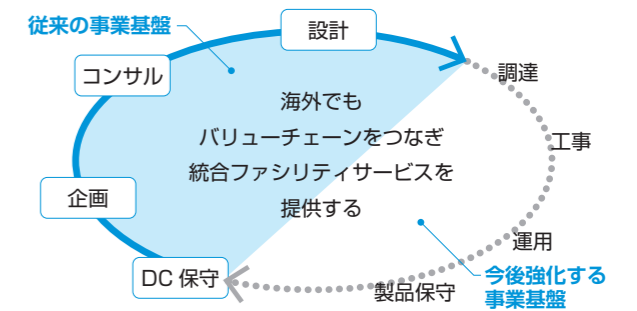 従来の事業基盤
設計
コンサル
調達
海外でも
バリューチェーンをつなぎ
統合ファシリティサービスを
提供する
工事
企画
運用
DC 保守
製品保守
今後強化する
事業基盤